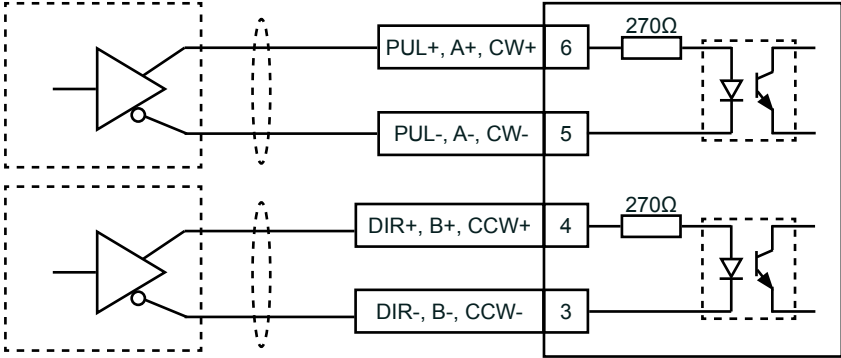 270Ω
PUL+, A+, CW+ 6
PUL-, A-, CW- 5
270Ω
DIR+, B+, CCW+ 4
DIR-, B-, CCW- 3